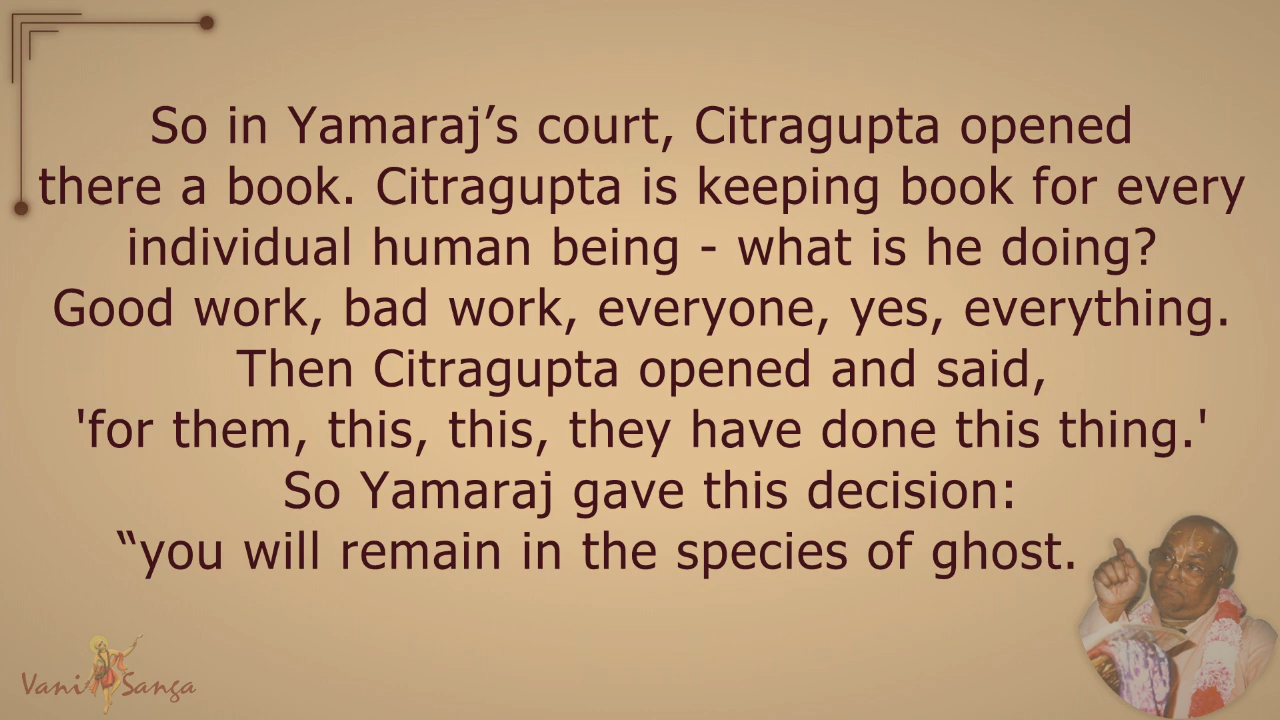 So in Yamaraj’s court, Citragupta opened
there a book. Citragupta is keeping book for every
individual human being - what is he doing?
Good work, bad work, everyone, yes, everything.
Then Citragupta opened and said,
'for them, this, this, they have done this thing.'
So Yamaraj gave this decision:
“you will remain in the species of ghost.
Vani Sanga